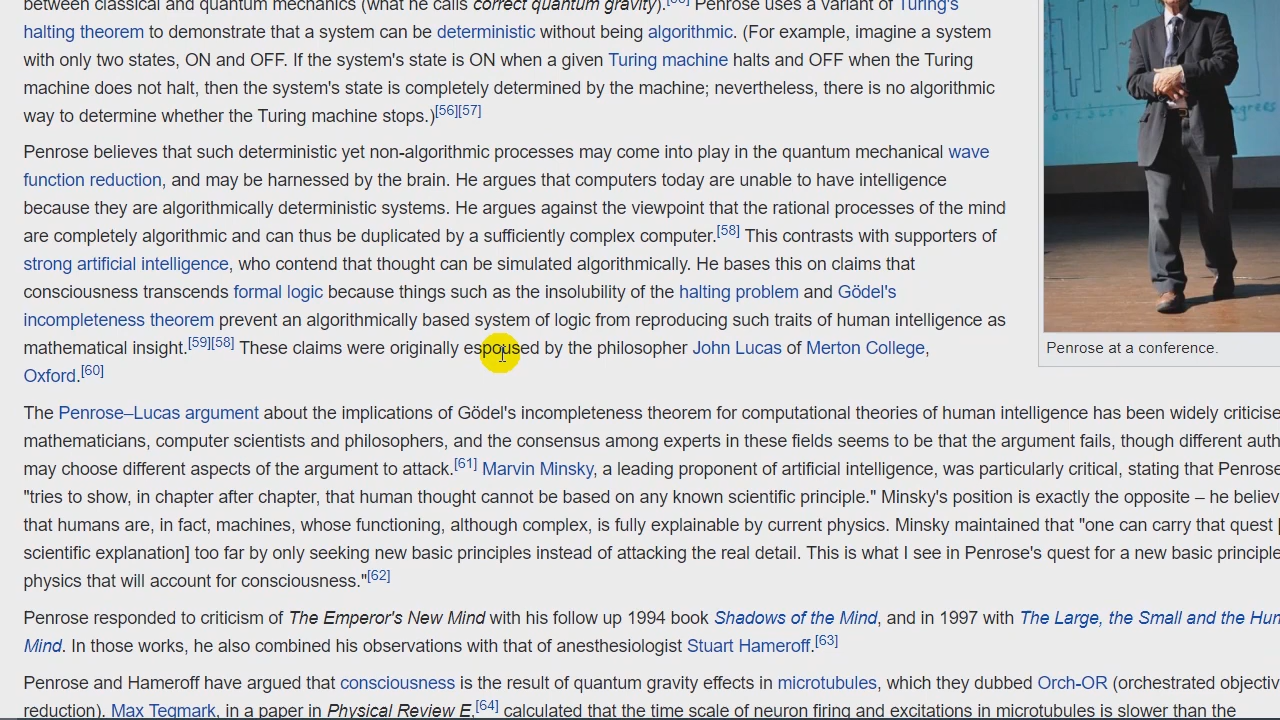 between classical and quantum mechanics (what he calls correct quantum gravity).[55] Penrose uses a variant of Turing's
halting theorem to demonstrate that a system can be deterministic without being algorithmic. (For example, imagine a system
with only two states, ON and OFF. If the system's state is ON when a given Turing machine halts and OFF when the Turing
machine does not halt, then the system's state is completely determined by the machine; nevertheless, there is no algorithmic
way to determine whether the Turing machine stops.)[56][57]
Penrose believes that such deterministic yet non-algorithmic processes may come into play in the quantum mechanical wave
function reduction, and may be harnessed by the brain. He argues that computers today are unable to have intelligence
because they are algorithmically deterministic systems. He argues against the viewpoint that the rational processes of the mind
are completely algorithmic and can thus be duplicated by a sufficiently complex computer.[58] This contrasts with supporters of
strong artificial intelligence, who contend that thought can be simulated algorithmically. He bases this on claims that
consciousness transcends formal logic because things such as the insolubility of the halting problem and Gödel's
incompleteness theorem prevent an algorithmically based system of logic from reproducing such traits of human intelligence as
mathematical insight.[59][58] These claims were originally espoused by the philosopher John Lucas of Merton College,
Oxford.[60]
Penrose at a conference.
The Penrose–Lucas argument about the implications of Gödel's incompleteness theorem for computational theories of human intelligence has been widely criticise
mathematicians, computer scientists and philosophers, and the consensus among experts in these fields seems to be that the argument fails, though different auth
may choose different aspects of the argument to attack.[61] Marvin Minsky, a leading proponent of artificial intelligence, was particularly critical, stating that Penrose
"tries to show, in chapter after chapter, that human thought cannot be based on any known scientific principle." Minsky's position is exactly the opposite – he believ
that humans are, in fact, machines, whose functioning, although complex, is fully explainable by current physics. Minsky maintained that "one can carry that quest [
scientific explanation] too far by only seeking new basic principles instead of attacking the real detail. This is what I see in Penrose's quest for a new basic principle
physics that will account for consciousness."[62]
Penrose responded to criticism of The Emperor's New Mind with his follow up 1994 book Shadows of the Mind, and in 1997 with The Large, the Small and the Hum
Mind. In those works, he also combined his observations with that of anesthesiologist Stuart Hameroff.[63]
Penrose and Hameroff have argued that consciousness is the result of quantum gravity effects in microtubules, which they dubbed Orch-OR (orchestrated objectiv
reduction). Max Tegmark, in a paper in Physical Review E,[64] calculated that the time scale of neuron firing and excitations in microtubules is slower than the